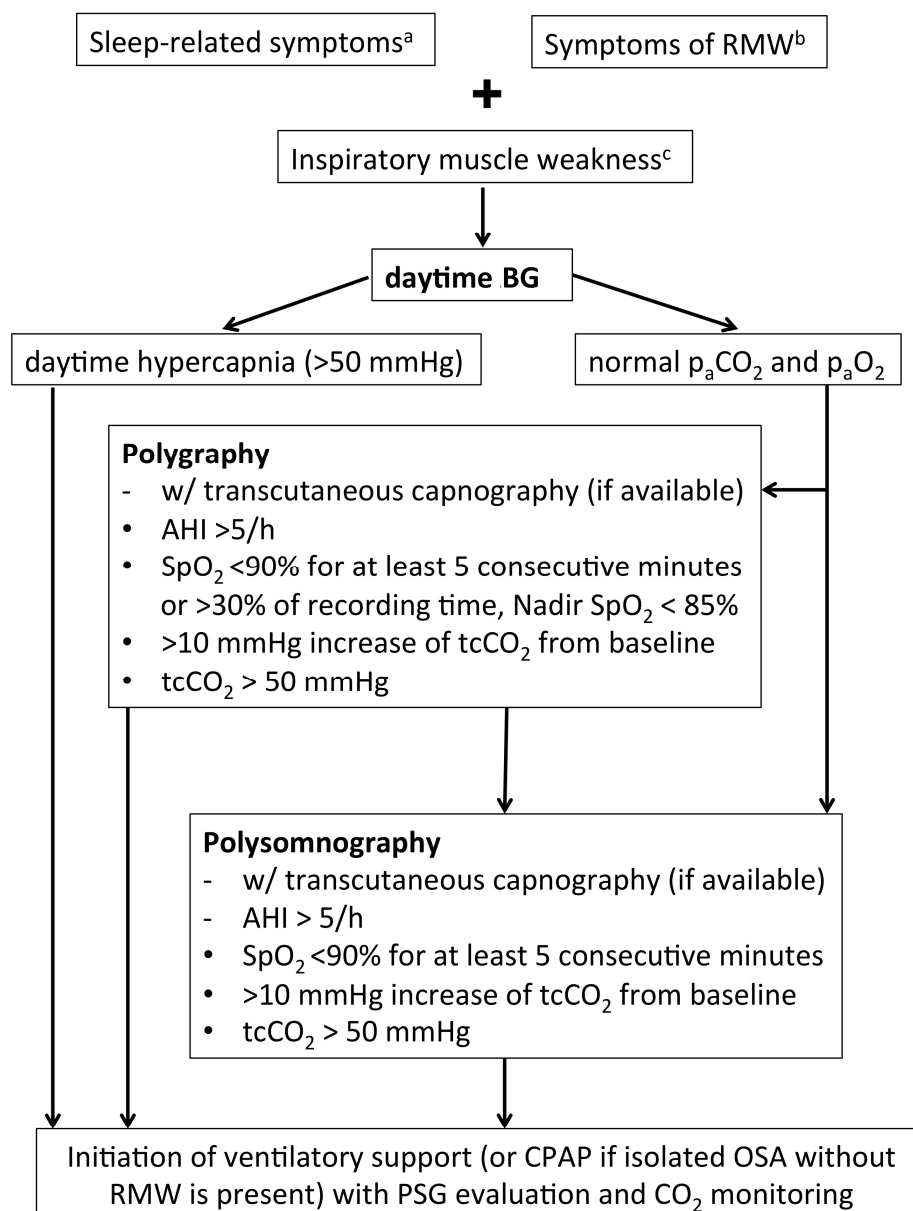 Sleep-related symptomsᵃ
Symptoms of RMWᵇ
+
Inspiratory muscle weaknessᶜ
daytime BG
daytime hypercapnia (>50 mmHg)
normal pₐCO₂ and pₐO₂
Polygraphy
- w/ transcutaneous capnography (if available)
• AHI >5/h
• SpO₂ <90% for at least 5 consecutive minutes
or >30% of recording time, Nadir SpO₂ < 85%
• >10 mmHg increase of tcCO₂ from baseline
• tcCO₂ > 50 mmHg
Polysomnography
- w/ transcutaneous capnography (if available)
- AHI > 5/h
• SpO₂ <90% for at least 5 consecutive minutes
• >10 mmHg increase of tcCO₂ from baseline
• tcCO₂ > 50 mmHg
Initiation of ventilatory support (or CPAP if isolated OSA without
RMW is present) with PSG evaluation and CO₂ monitoring